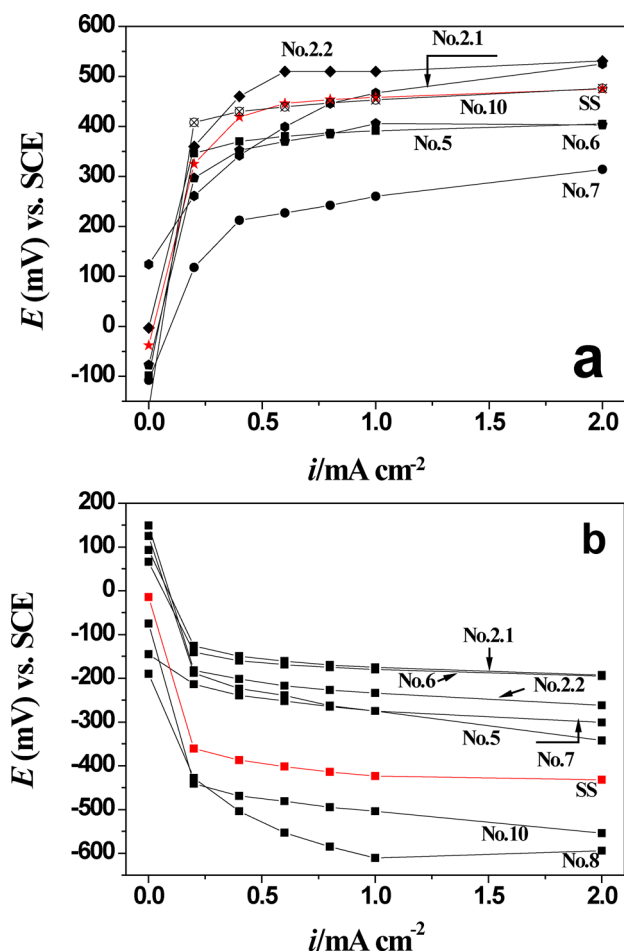 600
500
400
300
200
100
0
-100
E (mV) vs. SCE
No.2.2
No.2.1
No.10
SS
No.5
No.6
No.7
a
0.0 0.5 1.0 1.5 2.0
i/mA cm-2
200
100
0
-100
-200
-300
-400
-500
-600
E (mV) vs. SCE
b
No.2.1
No.6
No.2.2
No.5
No.7
SS
No.10
No.8
0.0 0.5 1.0 1.5 2.0
i/mA cm-2